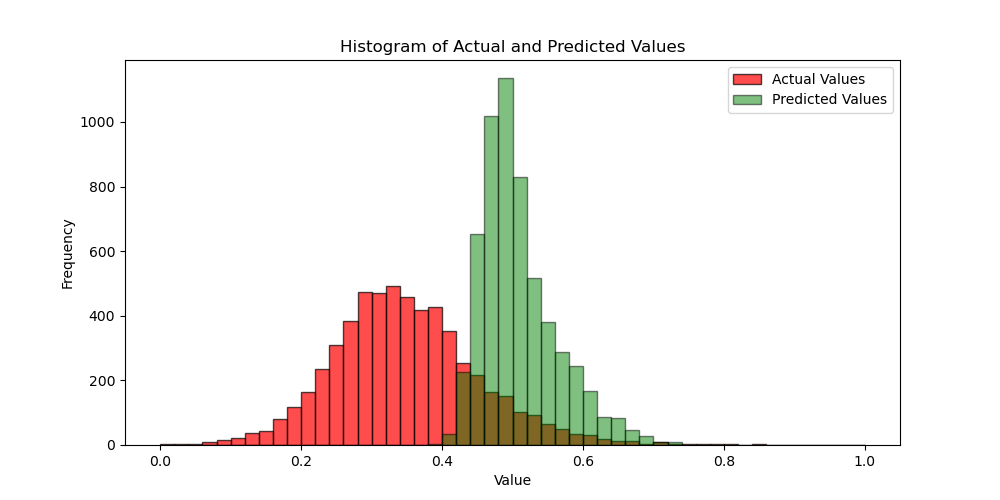 Histogram of Actual and Predicted Values
Actual Values
Predicted Values
1000
800
600
400
200
0
Frequency
0.0 0.2 0.4 0.6 0.8 1.0
Value